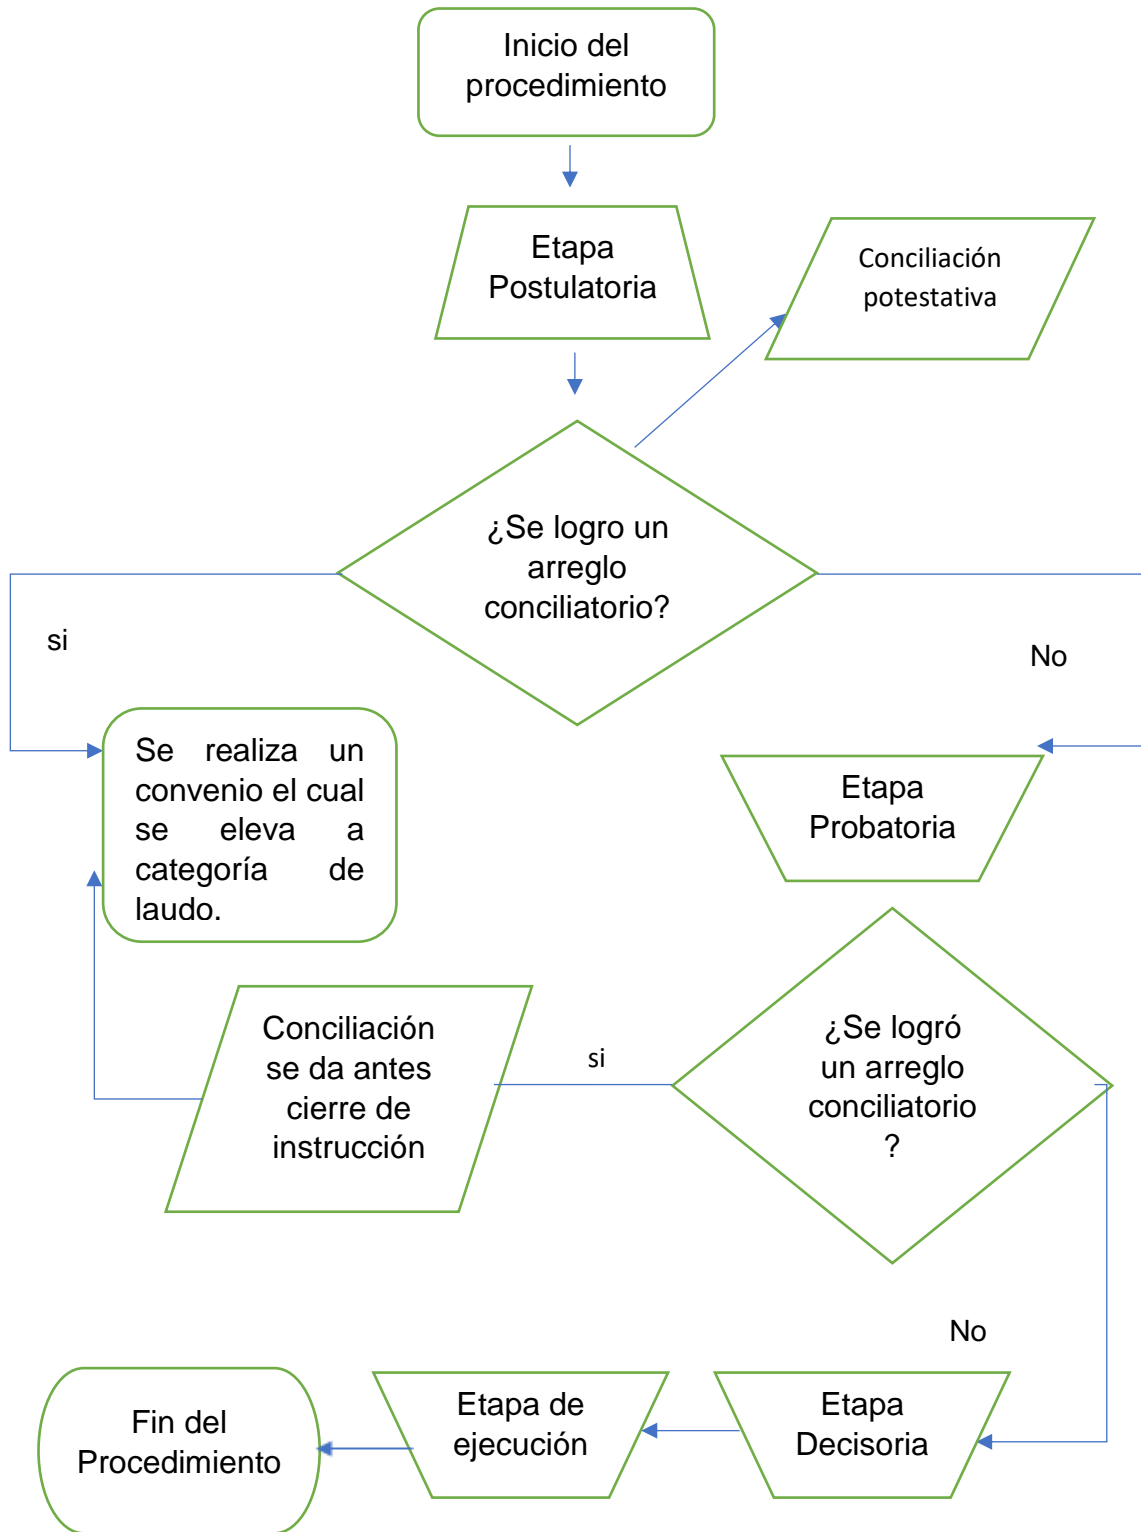 Inicio del
procedimiento
Etapa
Postulatoria
Conciliación
potestativa
¿Se logro un
arreglo
conciliatorio?
si
No
Se realiza un
convenio el cual
se eleva a
categoría de
laudo.
Etapa
Probatoria
Conciliación
se da antes
cierre de
instrucción
si
¿Se logró
un arreglo
conciliatorio
?
No
Fin del
Procedimiento
Etapa de
ejecución
Etapa
Decisoria